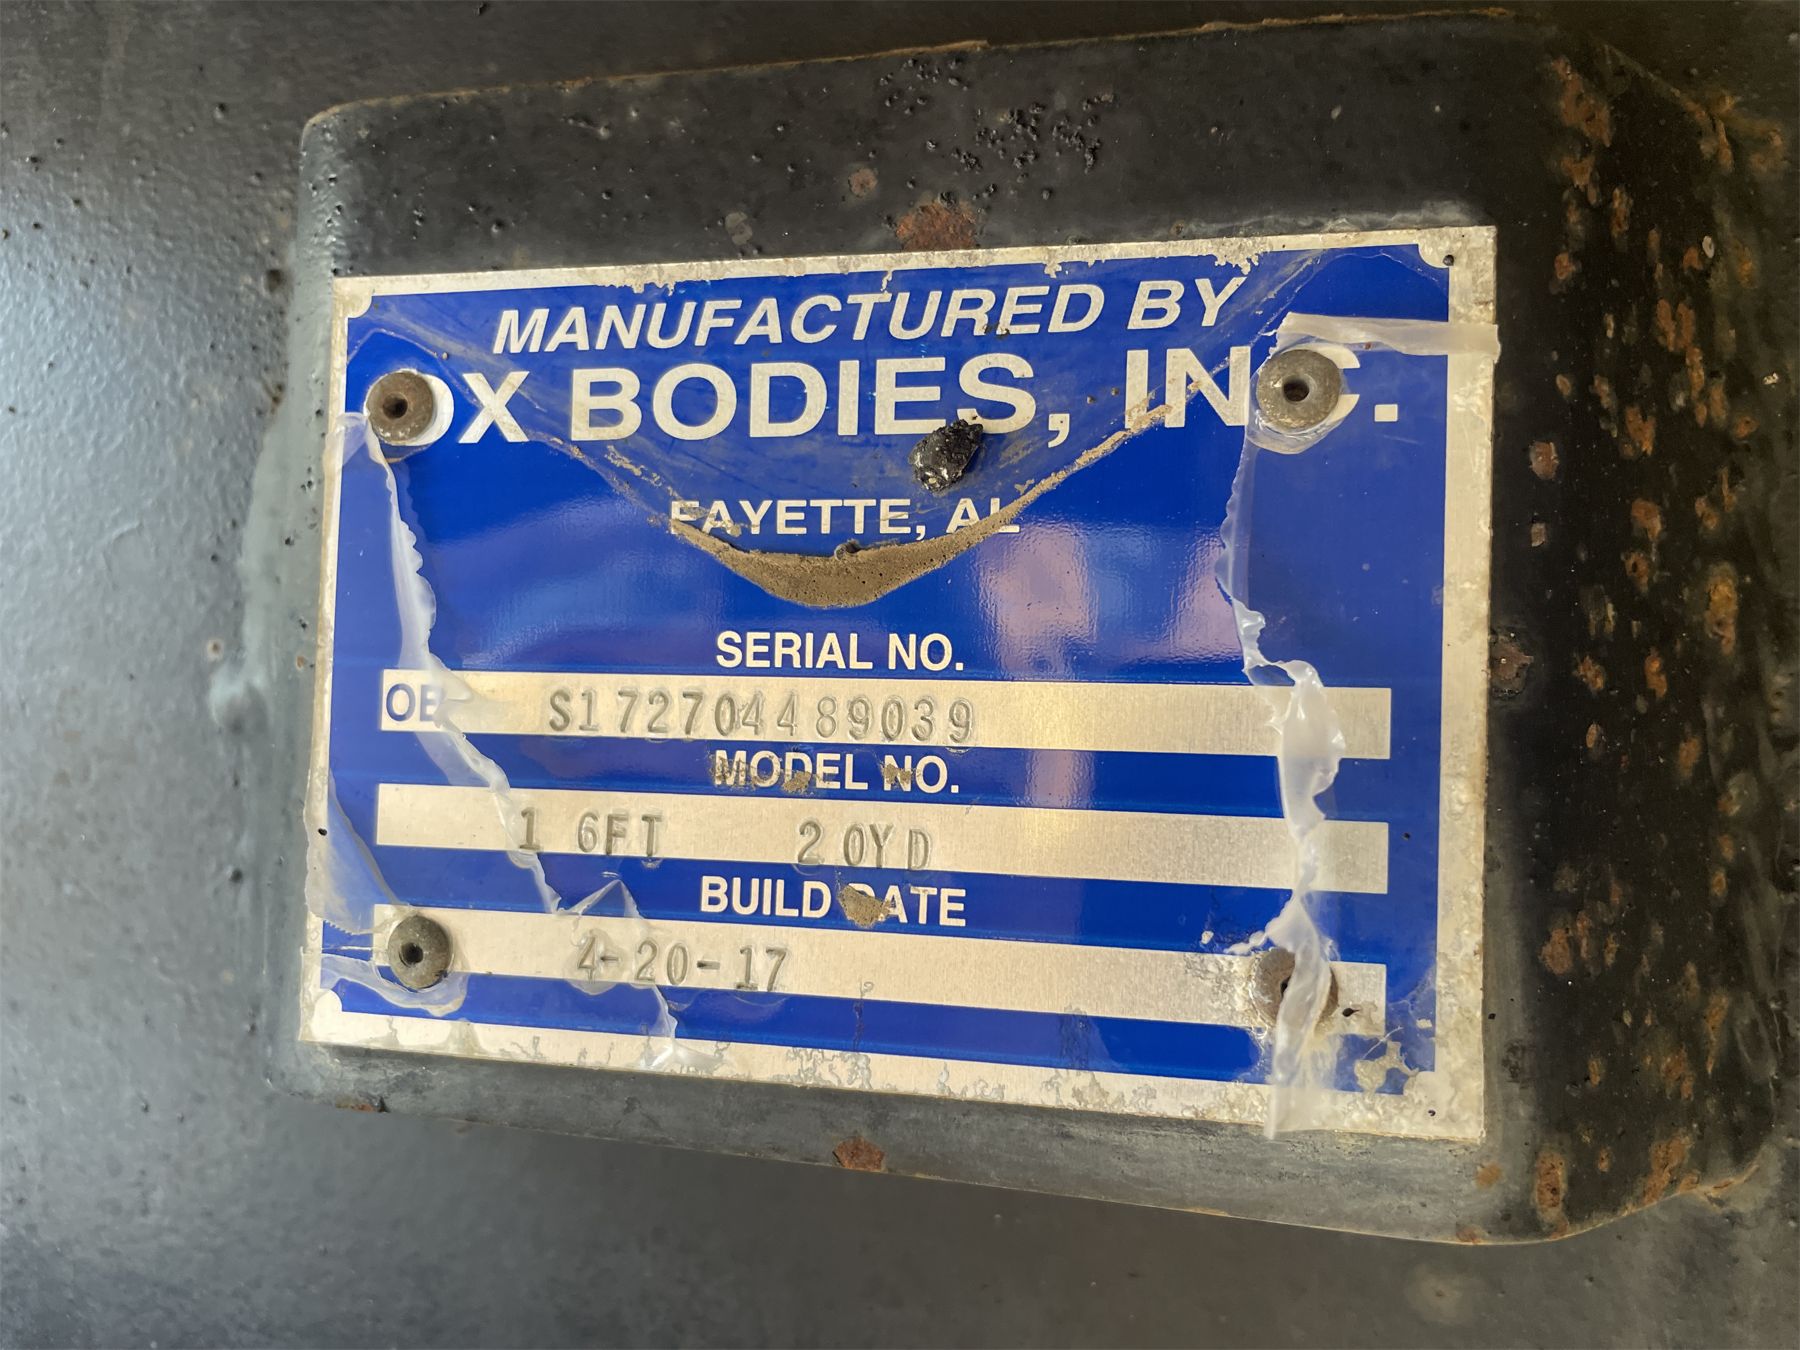 MANUFACTURED BY
OX BODIES, INC.
FAYETTE, AL
SERIAL NO.
OB S172704489039
MODEL NO.
16FT 20YD
BUILD DATE
4-20-17